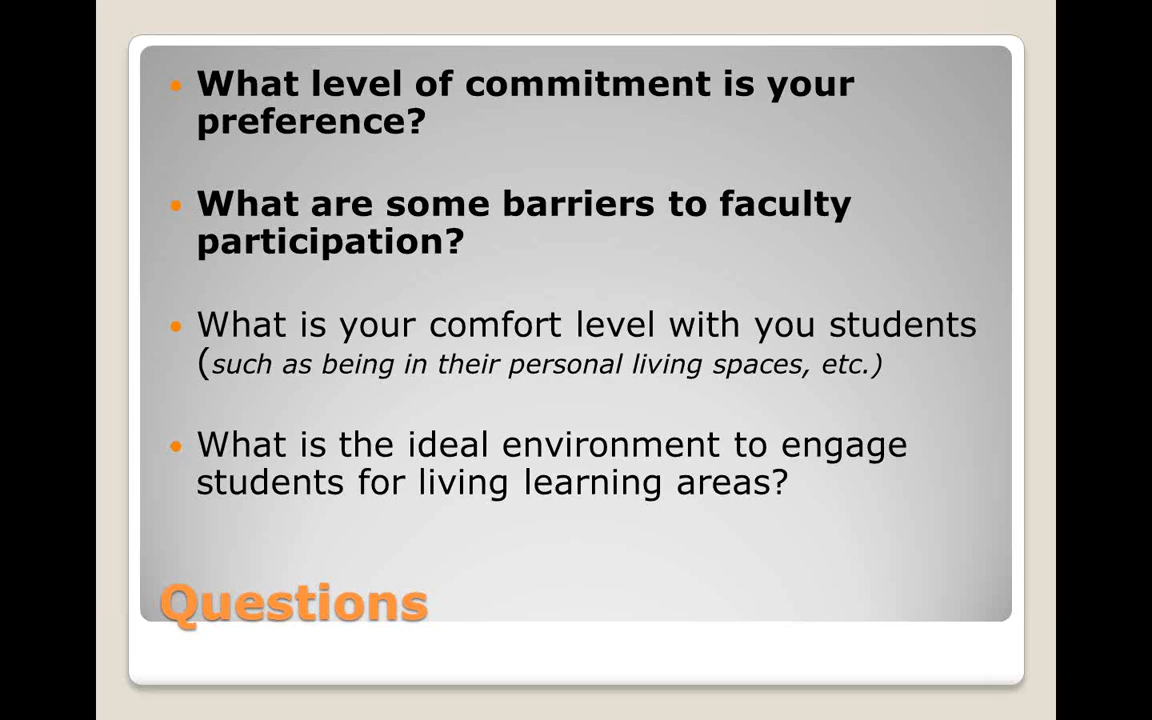 What level of commitment is your
preference?
What are some barriers to faculty
participation?
What is your comfort level with you students
(such as being in their personal living spaces, etc.)
What is the ideal environment to engage
students for living learning areas?
Questions